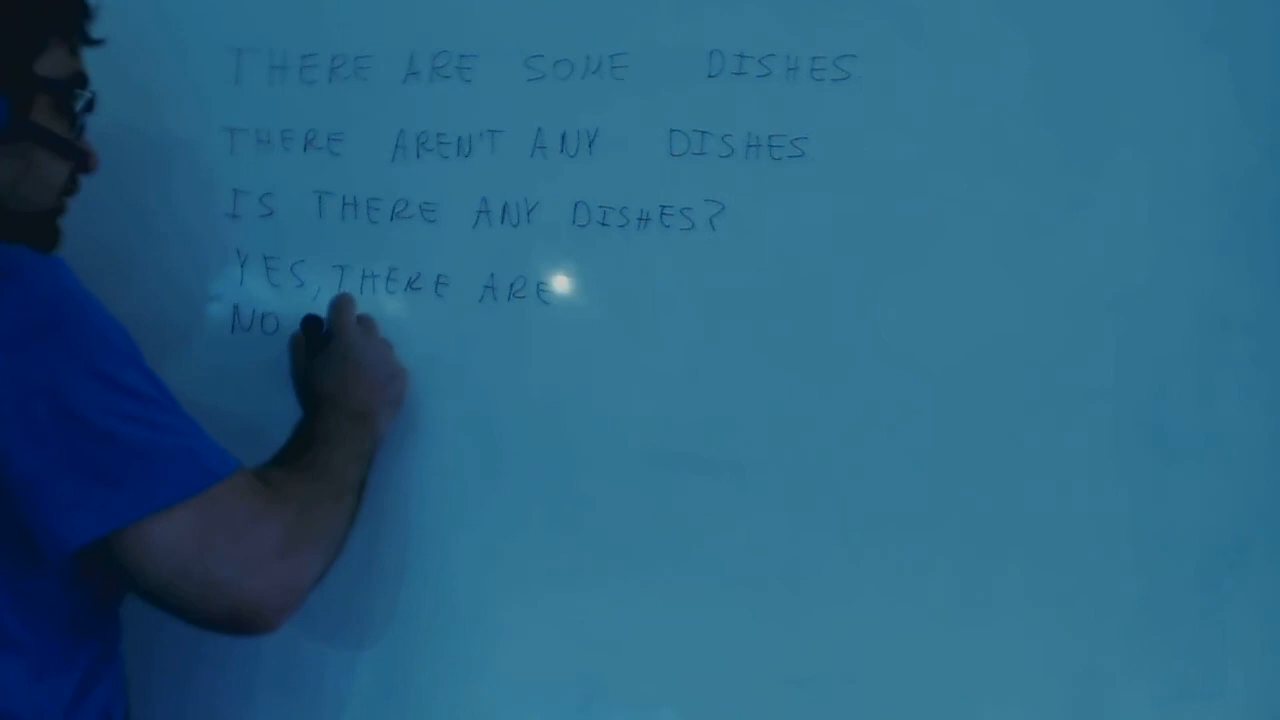 THERE ARE SOME DISHES
THERE AREN'T ANY DISHES
IS THERE ANY DISHES?
YES, THERE ARE
NO